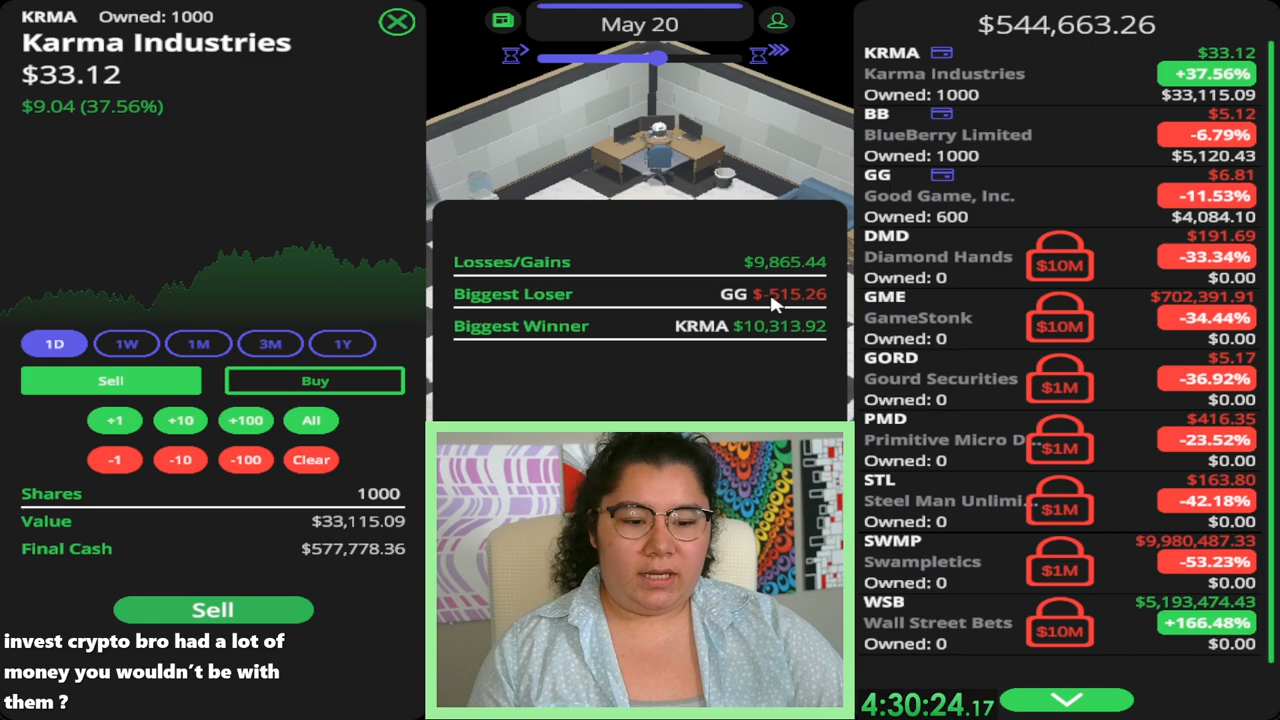 KRMA Owned: 1000
Karma Industries
$33.12
$9.04 (37.56%)
1D 1W 1M 3M 1Y
Sell Buy
+1 +10 +100 All
-1 -10 -100 Clear
Shares 1000
Value $33,115.09
Final Cash $577,778.36
Sell
invest crypto bro had a lot of
money you wouldn't be with
them ?
May 20
Losses/Gains $9,865.44
Biggest Loser GG $-515.26
Biggest Winner KRMA $10,313.92
$544,663.26
KRMA $33.12
Karma Industries +37.56%
Owned: 1000 $33,115.09
BB $5.12
BlueBerry Limited -6.79%
Owned: 1000 $5,120.43
GG $6.81
Good Game, Inc. -11.53%
Owned: 600 $4,084.10
DMD $191.69
Diamond Hands $10M -33.34%
Owned: 0 $0.00
GME $702,391.91
GameStonk $10M -34.44%
Owned: 0 $0.00
GORD $5.17
Gourd Securities $1M -36.92%
Owned: 0 $0.00
PMD $416.35
Primitive Micro D... $1M -23.52%
Owned: 0 $0.00
STL $163.80
Steel Man Unlimi... $1M -42.18%
Owned: 0 $0.00
SWMP $9,980,487.33
Swampletics $1M -53.23%
Owned: 0 $0.00
WSB $5,193,474.43
Wall Street Bets $10M +166.48%
Owned: 0 $0.00
4:30:24.17